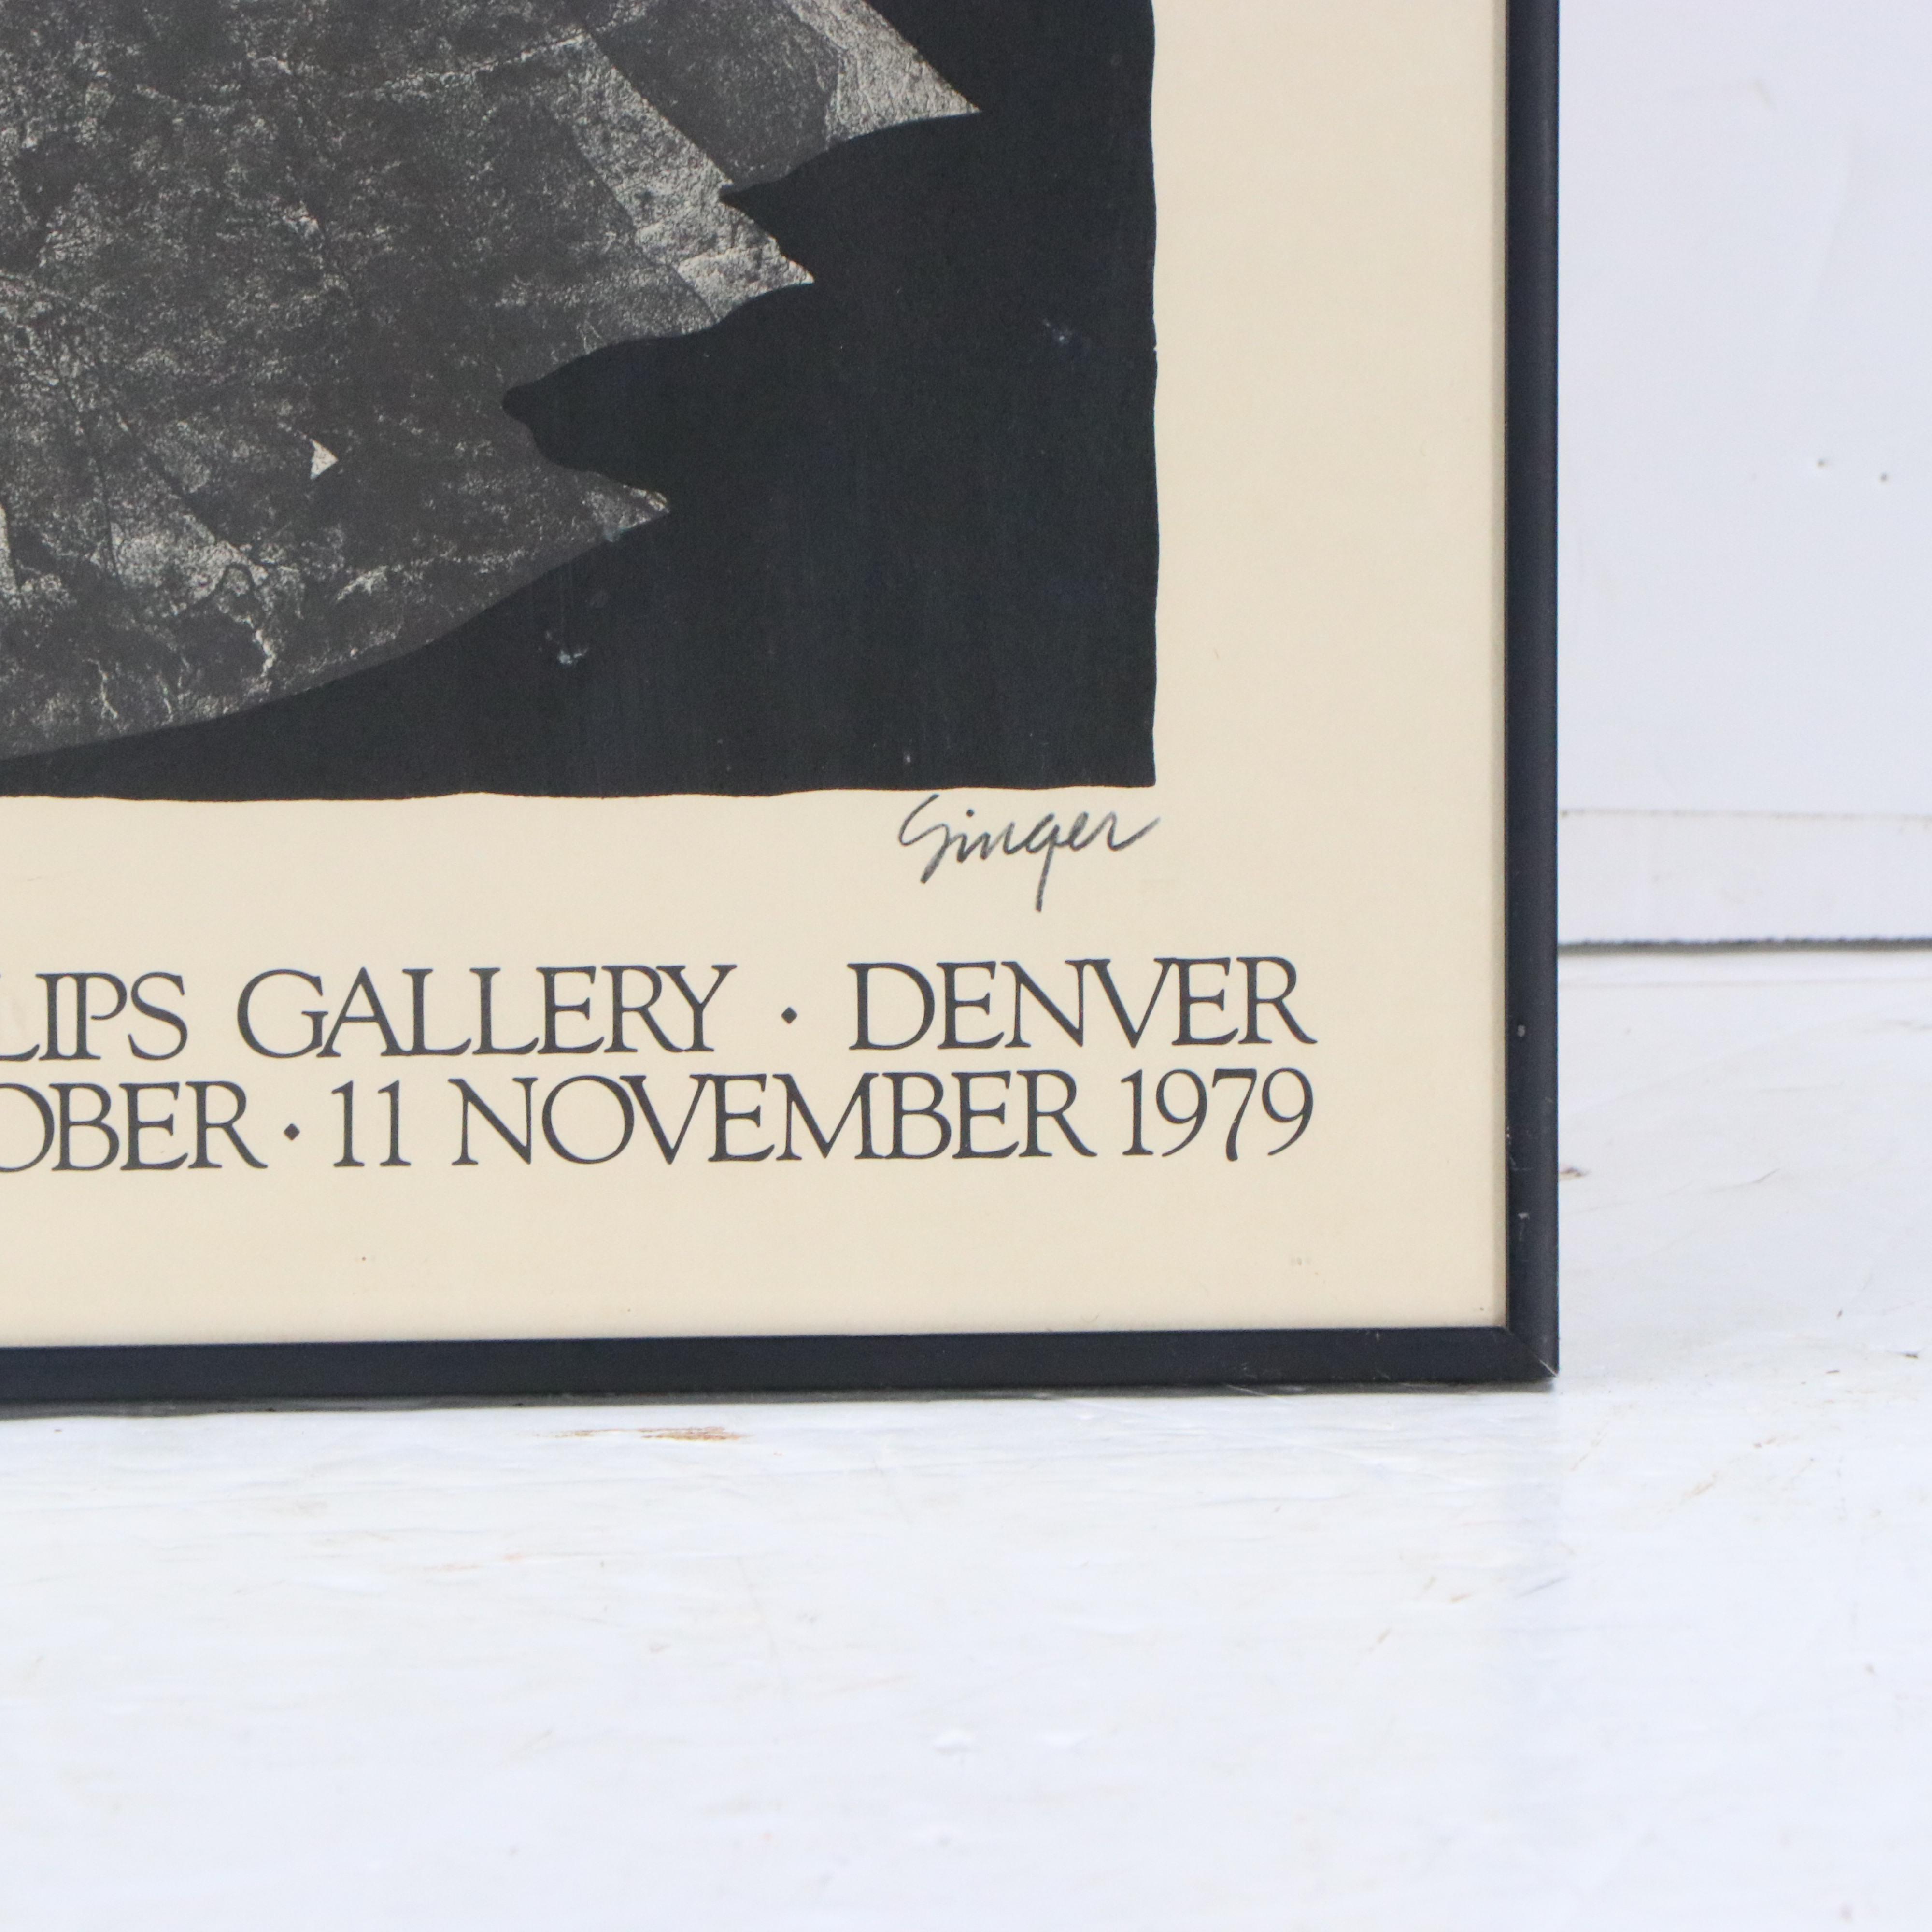 Singer
LIPS GALLERY · DENVER
OBER · 11 NOVEMBER 1979